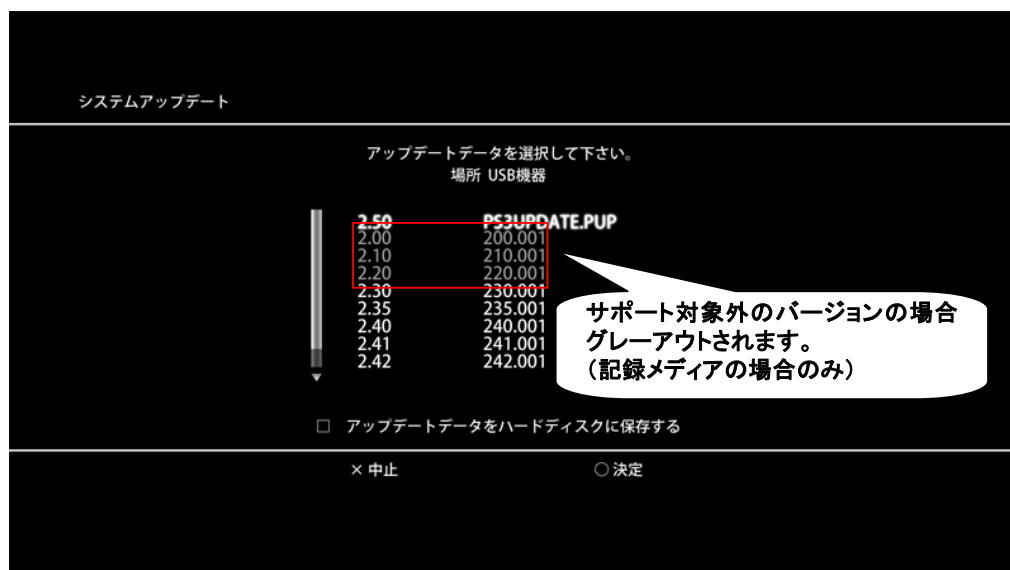 システムアップデート
アップデートデータを選択して下さい。
場所 USB機器
2.50 PS3UPDATE.PUP
2.00 200.001
2.10 210.001
2.20 220.001
2.30 230.001
2.35 235.001
2.40 240.001
2.41 241.001
2.42 242.001
サポート対象外のバージョンの場合
グレーアウトされます。
（記録メディアの場合のみ）
□ アップデートデータをハードディスクに保存する
× 中止 ○ 決定